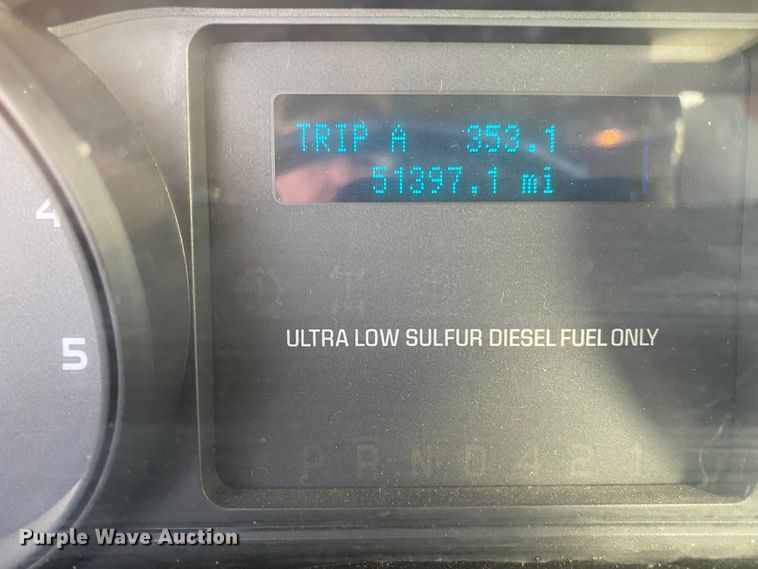 TRIP A 353.1
51397.1 mi
4
5
ULTRA LOW SULFUR DIESEL FUEL ONLY
P R N D 4 2 1
Purple Wave Auction